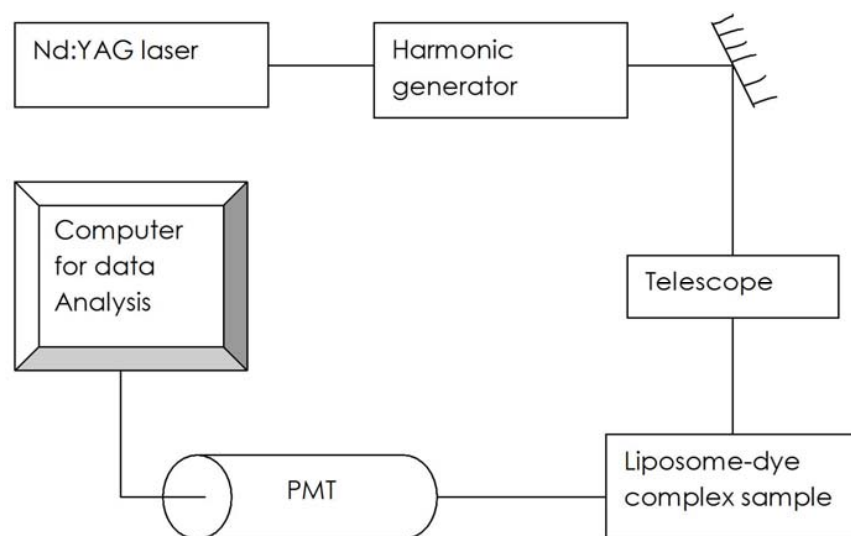 Nd:YAG laser
Harmonic
generator
Computer
for data
Analysis
Telescope
PMT
Liposome-dye
complex sample